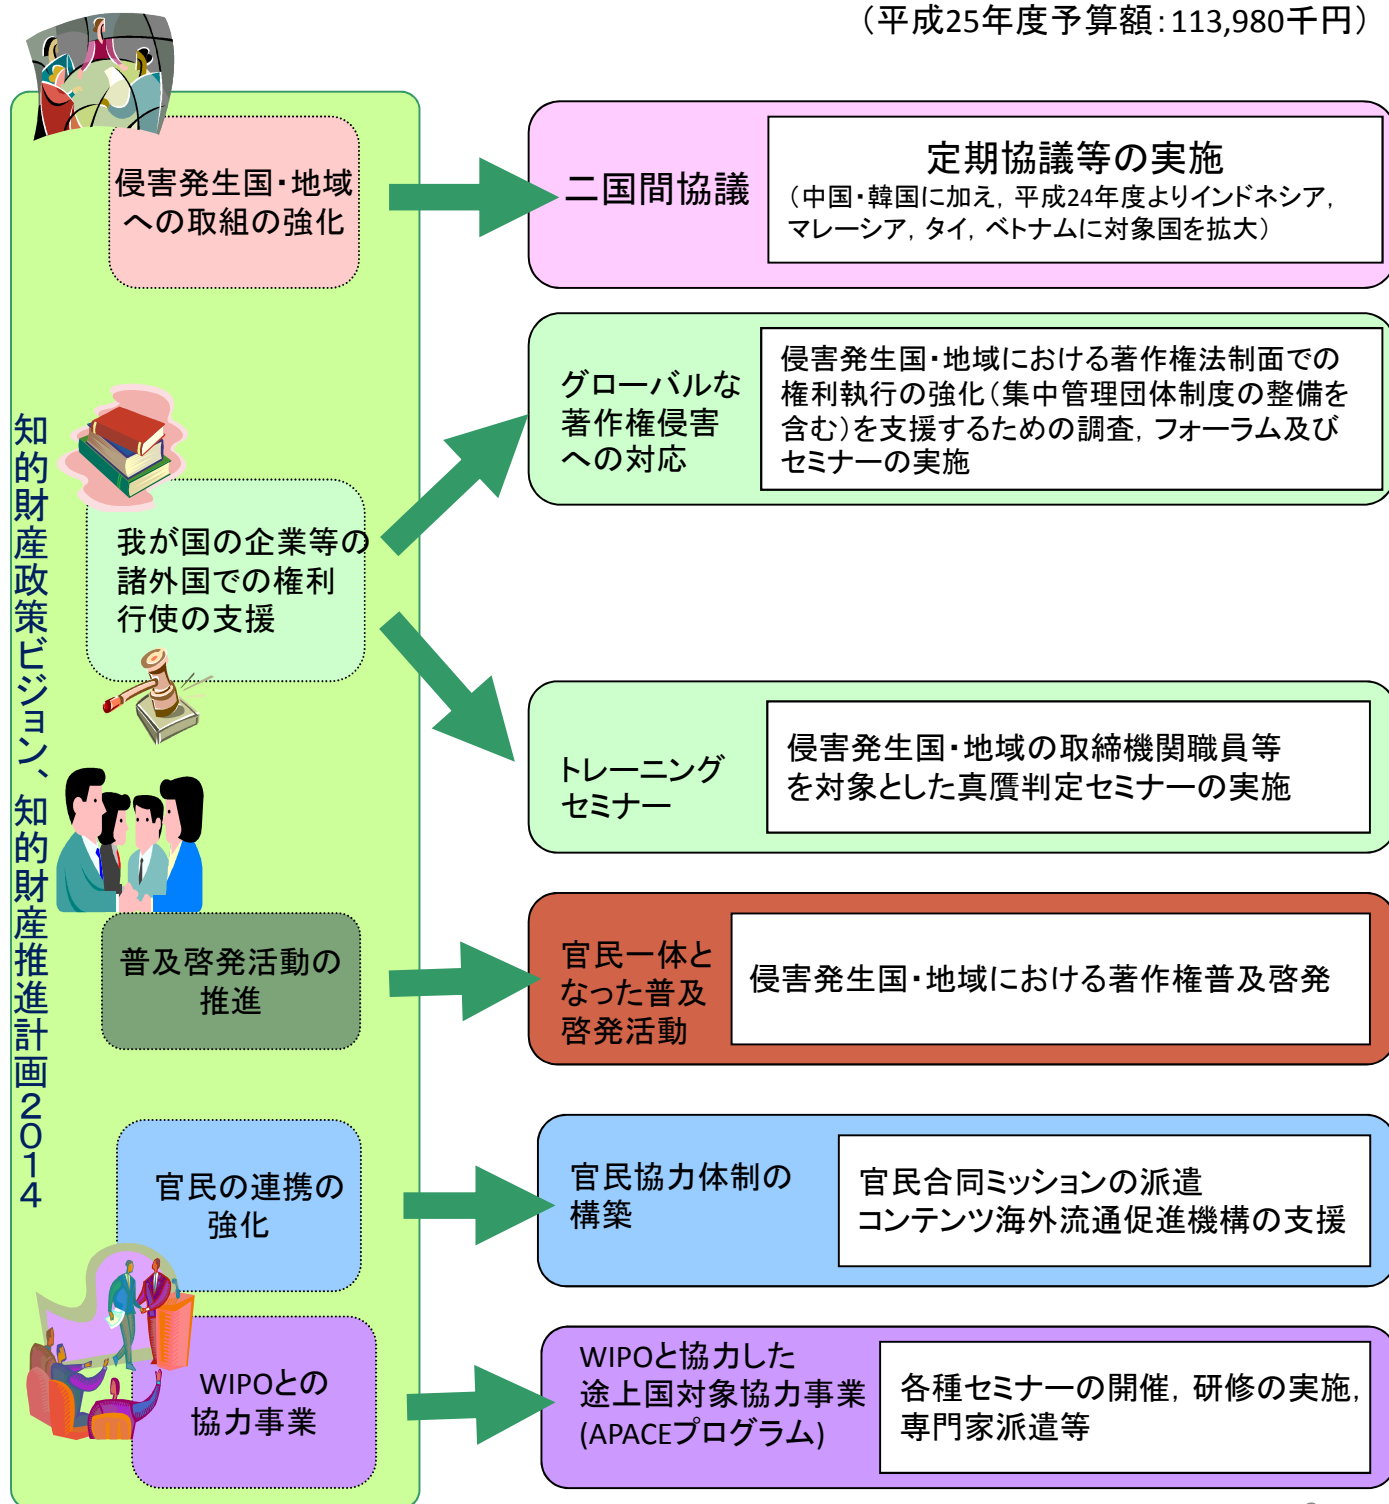 （平成25年度予算額：113,980千円）
知的財産政策ビジョン、知的財産推進計画２０１４
侵害発生国・地域
への取組の強化
二国間協議
定期協議等の実施
（中国・韓国に加え，平成24年度よりインドネシア，
マレーシア，タイ，ベトナムに対象国を拡大）
我が国の企業等の
諸外国での権利
行使の支援
グローバルな
著作権侵害
への対応
侵害発生国・地域における著作権法制面での
権利執行の強化（集中管理団体制度の整備を
含む）を支援するための調査，フォーラム及び
セミナーの実施
トレーニング
セミナー
侵害発生国・地域の取締機関職員等
を対象とした真贋判定セミナーの実施
普及啓発活動の
推進
官民一体と
なった普及
啓発活動
侵害発生国・地域における著作権普及啓発
官民の連携の
強化
官民協力体制の
構築
官民合同ミッションの派遣
コンテンツ海外流通促進機構の支援
WIPOとの
協力事業
WIPOと協力した
途上国対象協力事業
(APACEプログラム)
各種セミナーの開催，研修の実施，
専門家派遣等